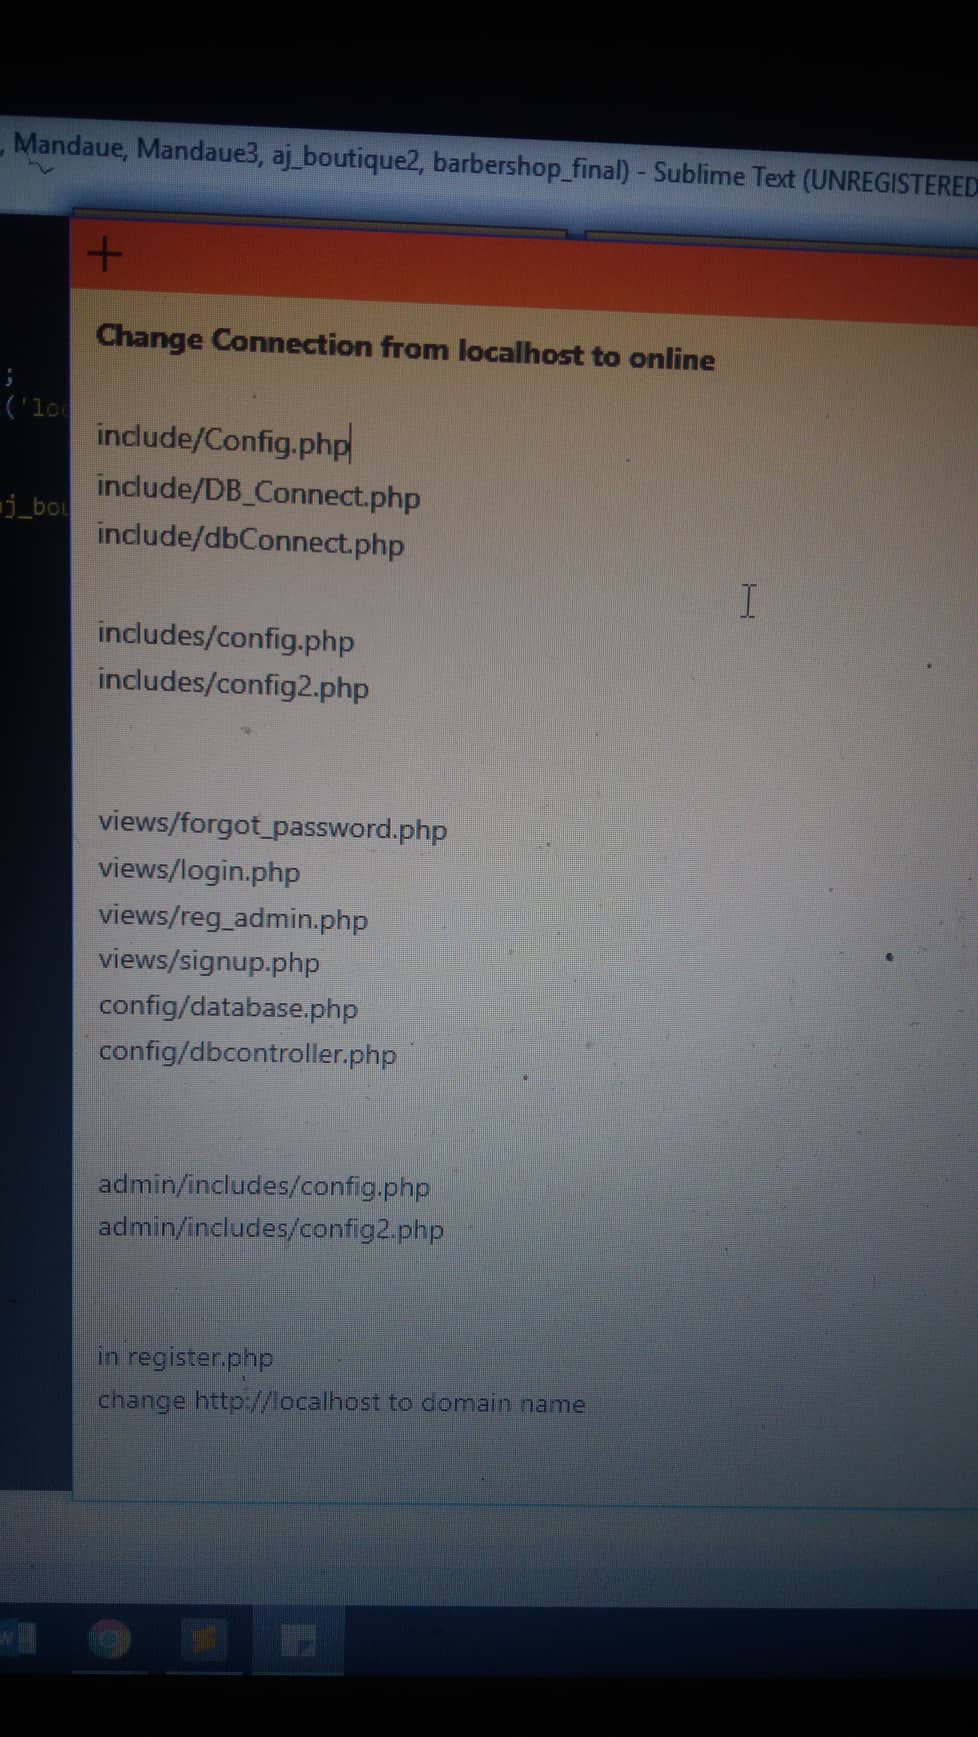 , Mandaue, Mandaue3, aj_boutique2, barbershop_final) - Sublime Text (UNREGISTERED
+
Change Connection from localhost to online
;
('loc
include/Config.php
include/DB_Connect.php
j_bou
include/dbConnect.php
includes/config.php
includes/config2.php
views/forgot_password.php
views/login.php
views/reg_admin.php
views/signup.php
config/database.php
config/dbcontroller.php
admin/includes/config.php
admin/includes/config2.php
in register.php
change http://localhost to domain name